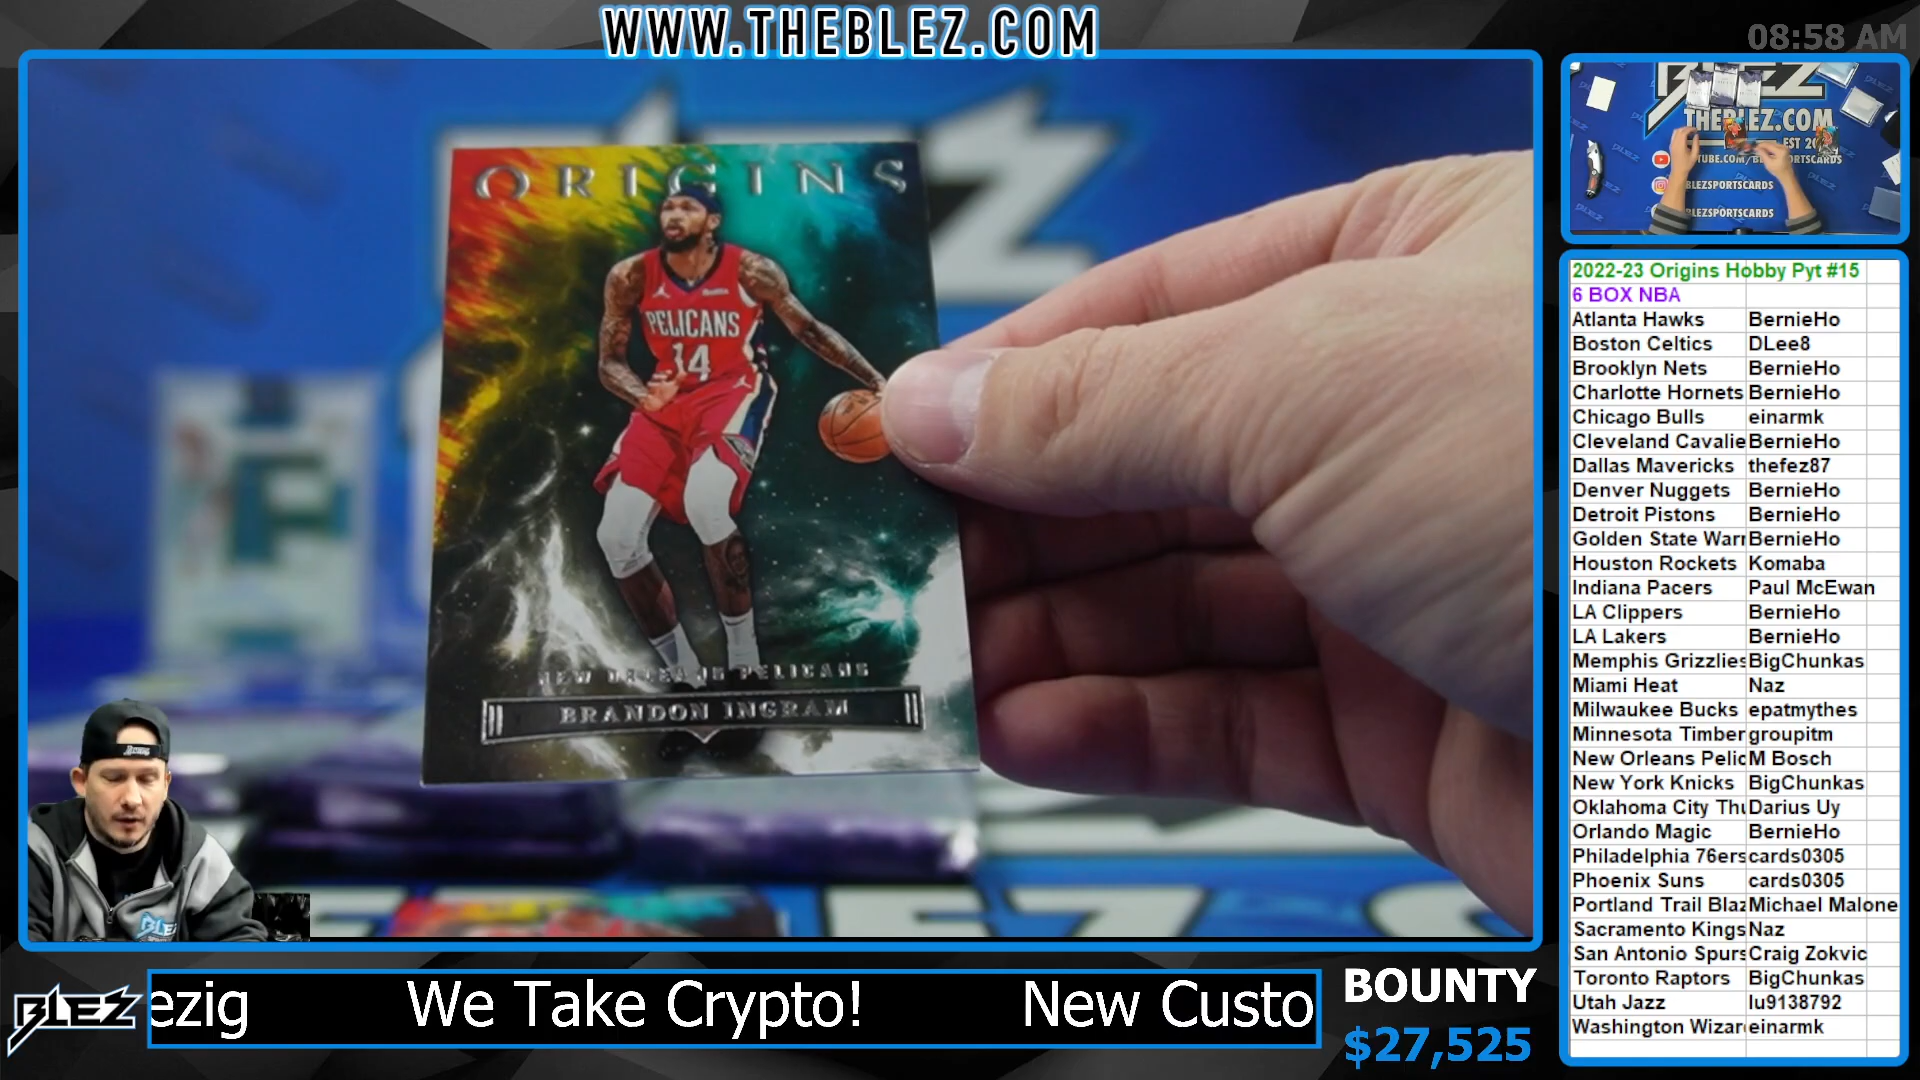 WWW.THEBLEZ.COM
08:58 AM
ORIGINS
PELICANS
14
NEW ORLEANS PELICANS
BRANDON INGRAM
BLEZ
THEBLEZ.COM
BLEZSPORTSCARDS
BLEZSPORTSCARDS
2022-23 Origins Hobby Pyt #15
6 BOX NBA
Atlanta Hawks BernieHo
Boston Celtics DLee8
Brooklyn Nets BernieHo
Charlotte Hornets BernieHo
Chicago Bulls einarmk
Cleveland Cavalie BernieHo
Dallas Mavericks thefez87
Denver Nuggets BernieHo
Detroit Pistons BernieHo
Golden State Warr BernieHo
Houston Rockets Komaba
Indiana Pacers Paul McEwan
LA Clippers BernieHo
LA Lakers BernieHo
Memphis Grizzlies BigChunkas
Miami Heat Naz
Milwaukee Bucks epatmythes
Minnesota Timber groupitm
New Orleans Pelic M Bosch
New York Knicks BigChunkas
Oklahoma City Thu Darius Uy
Orlando Magic BernieHo
Philadelphia 76ers cards0305
Phoenix Suns cards0305
Portland Trail Blaz Michael Malone
Sacramento Kings Naz
San Antonio Spurs Craig Zokvic
Toronto Raptors BigChunkas
Utah Jazz lu9138792
Washington Wizar einarmk
BLEZ
ezig We Take Crypto! New Custo
BOUNTY
$27,525